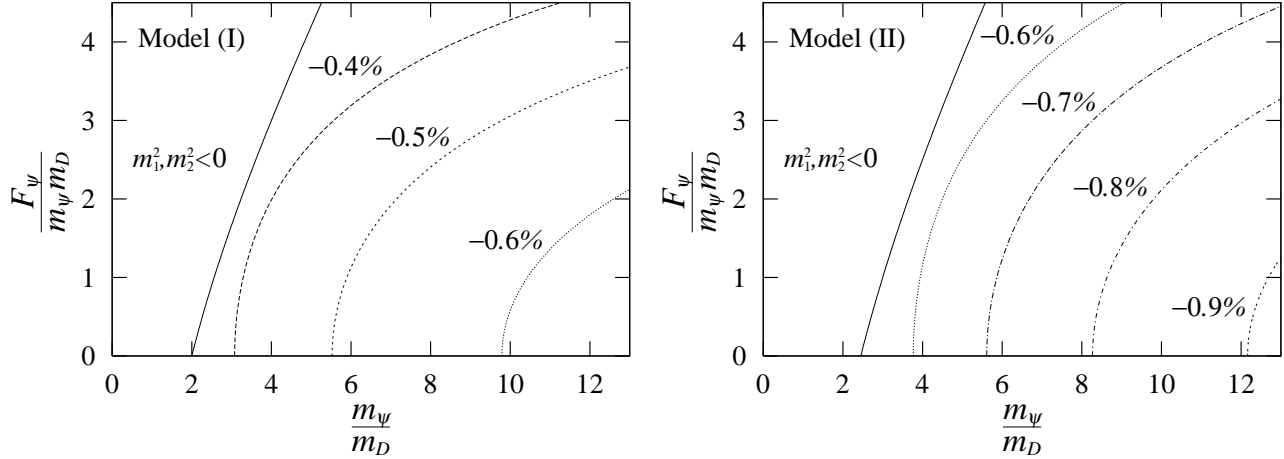 Model (I)
−0.4%
−0.5%
−0.6%
m₁²,m₂²<0
F_ψ
m_ψ m_D
0
1
2
3
4
0 2 4 6 8 10 12
m_ψ
m_D
Model (II)
−0.6%
−0.7%
−0.8%
−0.9%
m₁²,m₂²<0
F_ψ
m_ψ m_D
0
1
2
3
4
0 2 4 6 8 10 12
m_ψ
m_D